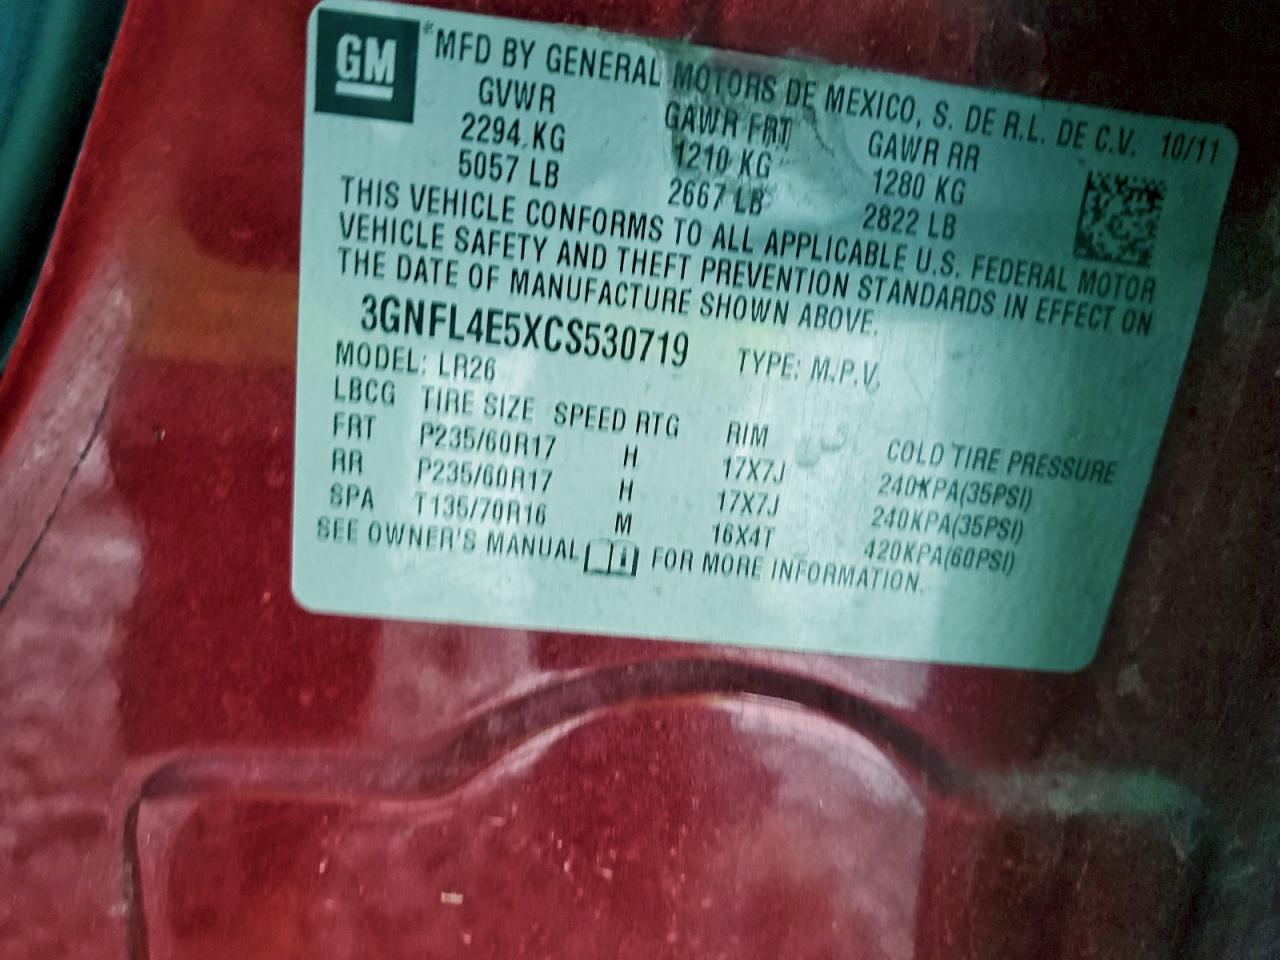 GM
MFD BY GENERAL MOTORS DE MEXICO, S. DE R.L. DE C.V. 10/11
GVWR GAWR FRT GAWR RR
2294 KG 1210 KG 1280 KG
5057 LB 2667 LB 2822 LB
THIS VEHICLE CONFORMS TO ALL APPLICABLE U.S. FEDERAL MOTOR
VEHICLE SAFETY AND THEFT PREVENTION STANDARDS IN EFFECT ON
THE DATE OF MANUFACTURE SHOWN ABOVE.
3GNFL4E5XCS530719 TYPE: M.P.V.
MODEL: LR26
LBCG TIRE SIZE SPEED RTG RIM COLD TIRE PRESSURE
FRT P235/60R17 H 17X7J 240KPA(35PSI)
RR P235/60R17 H 17X7J 240KPA(35PSI)
SPA T135/70R16 M 16X4T 420KPA(60PSI)
SEE OWNER'S MANUAL FOR MORE INFORMATION.